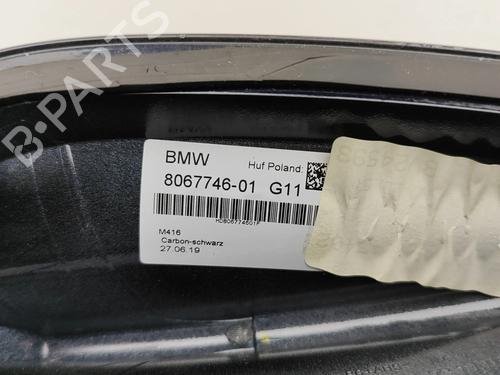 BMW
Huf Poland:
8067746-01 G11
HD806774601F
M416
Carbon-schwarz
27.06.19
B-PARTS